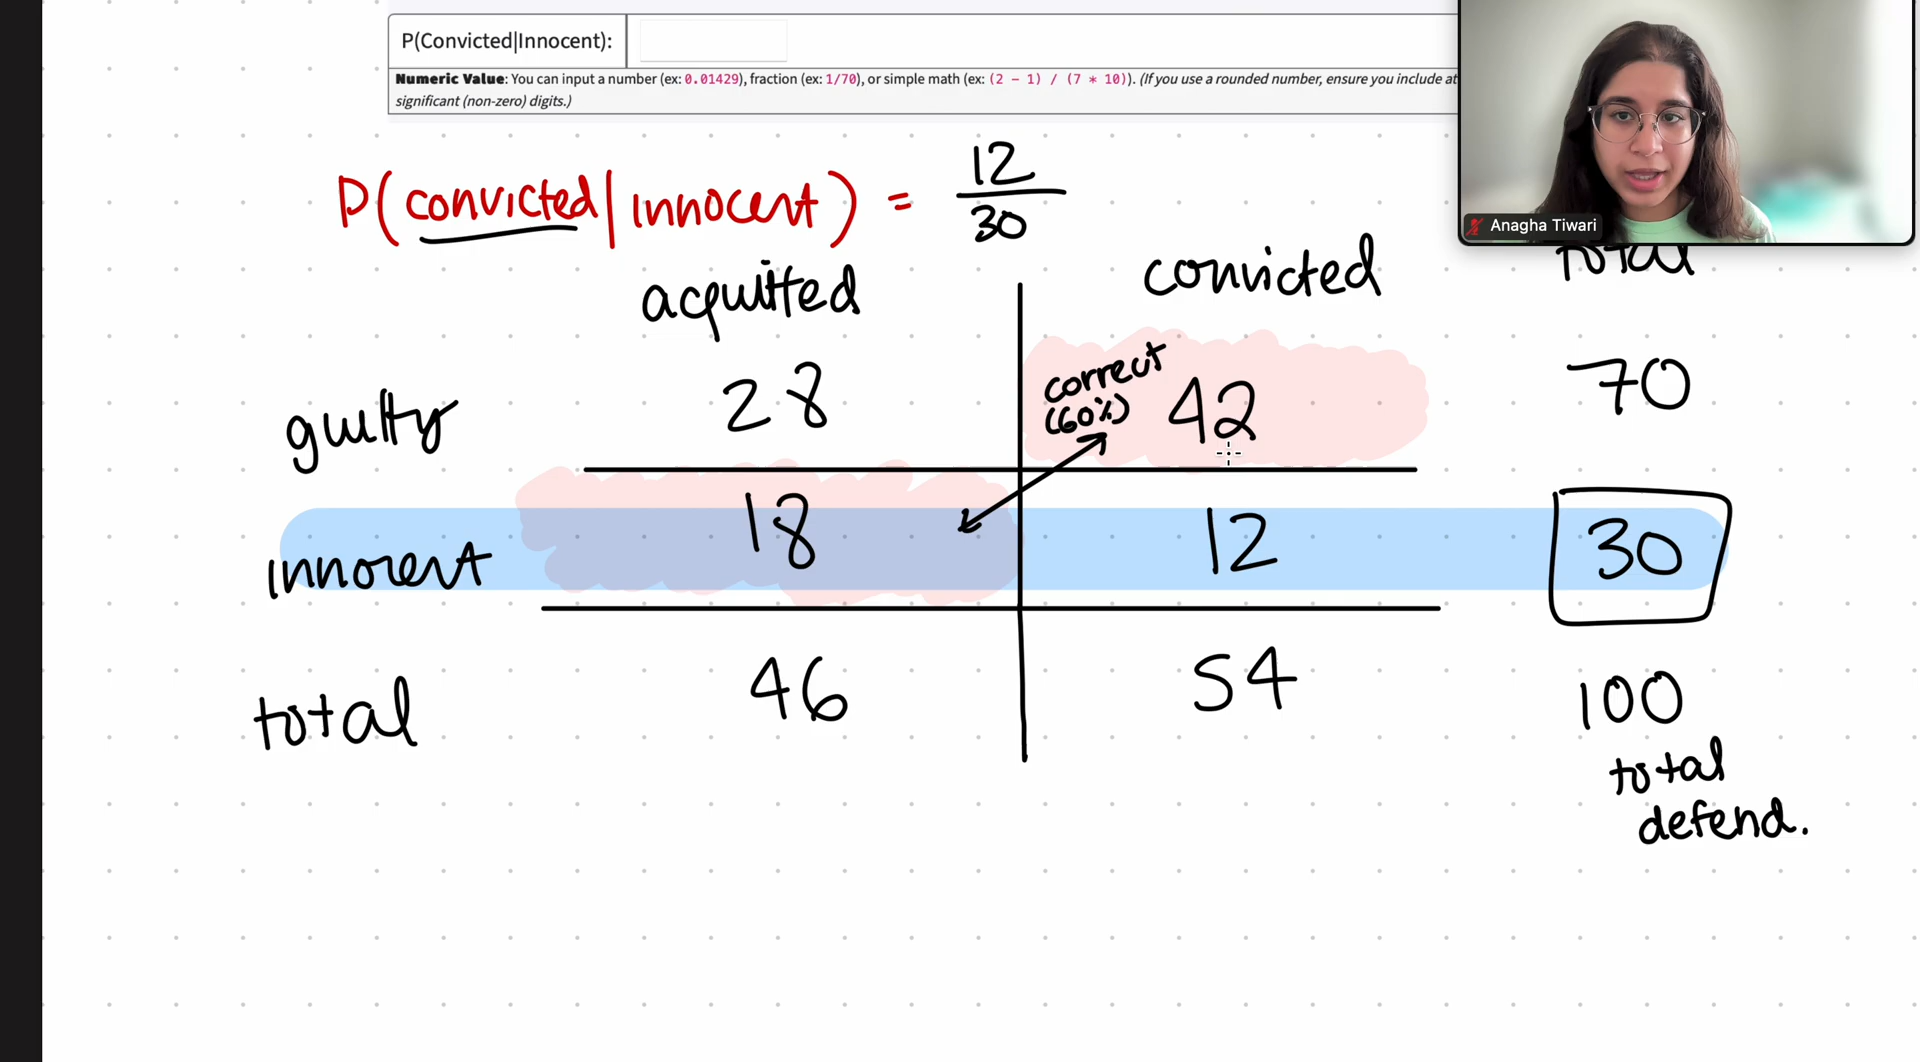 P(Convicted|Innocent):
Numeric Value: You can input a number (ex: 0.01429), fraction (ex: 1/70), or simple math (ex: (2 − 1) / (7 * 10)). (If you use a rounded number, ensure you include at
significant (non-zero) digits.)
Anagha Tiwari
P(convicted|innocent) = 12/30
acquitted convicted total
guilty 28 correct (60%) 42 70
innocent 18 12 30
total 46 54 100
total
defend.